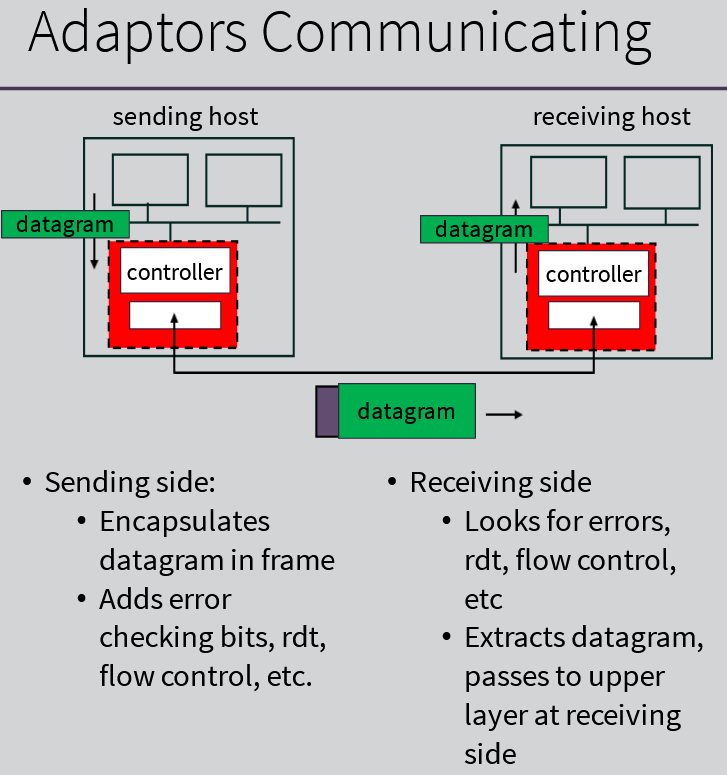 Adaptors Communicating
sending host
receiving host
datagram
datagram
controller
controller
datagram
• Sending side:
• Encapsulates
datagram in frame
• Adds error
checking bits, rdt,
flow control, etc.
• Receiving side
• Looks for errors,
rdt, flow control,
etc
• Extracts datagram,
passes to upper
layer at receiving
side